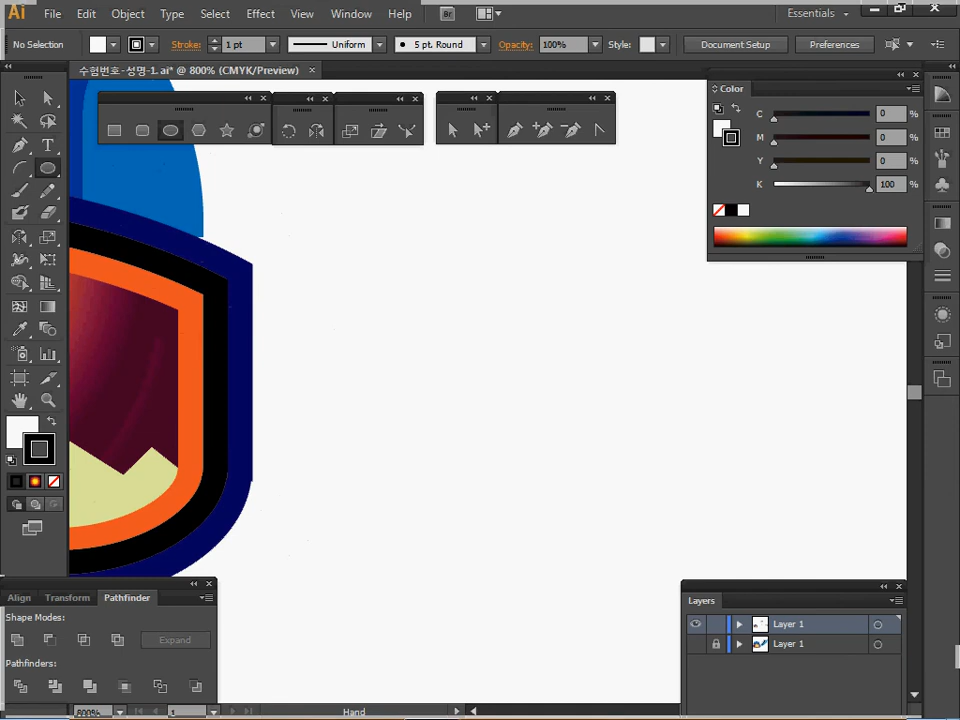 Ai File Edit Object Type Select Effect View Window Help Br Essentials
No Selection Stroke: 1 pt Uniform 5 pt. Round Opacity: 100% Style: Document Setup Preferences
수험번호-성명-1.ai* @ 800% (CMYK/Preview)
Color
C 0 %
M 0 %
Y 0 %
K 100 %
T
Align Transform Pathfinder
Shape Modes:
Expand
Pathfinders:
Layers
Layer 1
Layer 1
800% 1 Hand